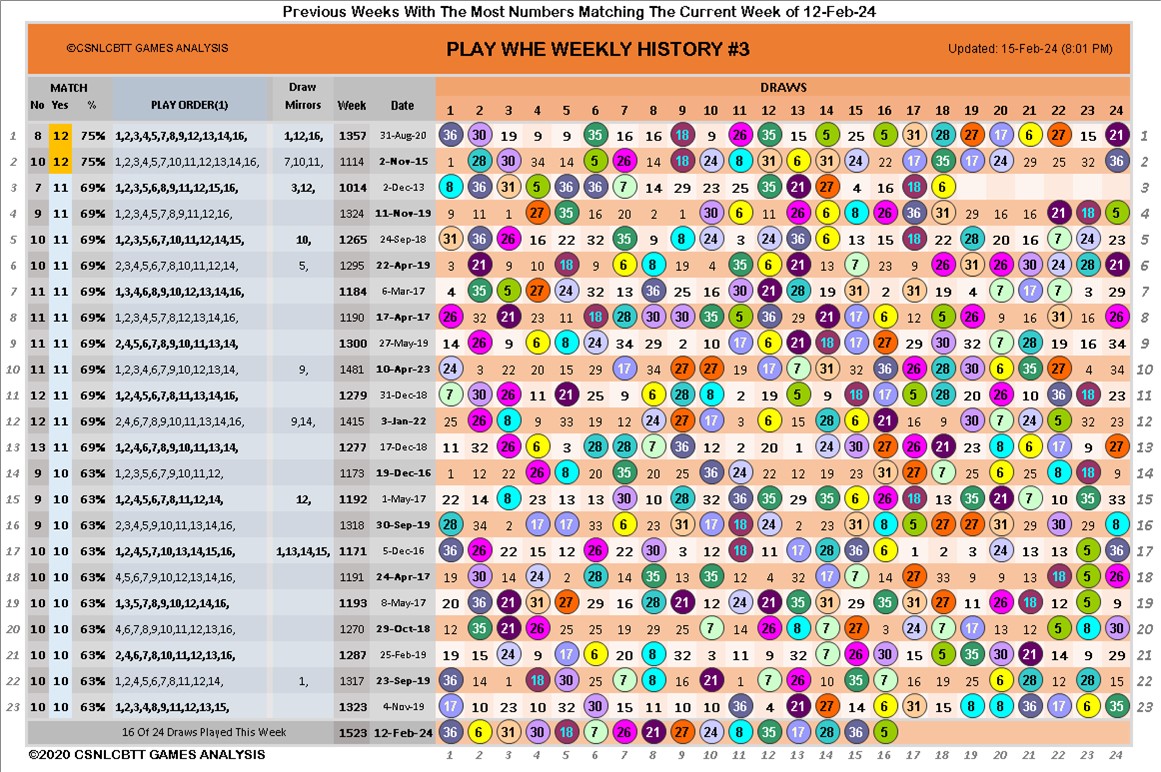 Previous Weeks With The Most Numbers Matching The Current Week of 12-Feb-24
©CSNLCBTT GAMES ANALYSIS PLAY WHE WEEKLY HISTORY #3 Updated: 15-Feb-24 (8:01 PM)
MATCH Draw DRAWS
No Yes % PLAY ORDER(1) Mirrors Week Date 1 2 3 4 5 6 7 8 9 10 11 12 13 14 15 16 17 18 19 20 21 22 23 24
1 8 12 75% 1,2,3,4,5,7,8,9,12,13,14,16, 1,12,16, 1357 31-Aug-20 36 30 19 9 9 35 16 16 18 9 26 35 14 5 25 5 31 28 27 17 6 27 15 21 1
2 10 12 75% 1,2,3,4,5,7,10,11,12,13,14,16, 7,10,11, 1114 2-Nov-15 1 28 30 34 14 5 26 14 18 24 8 31 6 31 24 22 17 35 17 24 29 25 32 36 2
3 7 11 69% 1,2,3,5,6,8,9,11,12,15,16, 3,12, 1014 2-Dec-13 8 36 31 5 36 36 7 14 29 23 25 35 21 27 4 16 18 6 3
4 9 11 69% 1,2,3,4,5,7,8,9,11,12,16, 1324 11-Nov-19 9 11 1 27 35 16 20 2 1 30 6 11 26 6 8 26 36 31 29 16 16 21 18 5 4
5 10 11 69% 1,2,3,5,6,7,10,11,12,14,15, 10, 1265 24-Sep-18 31 36 26 16 22 32 35 9 8 24 3 24 36 6 13 15 18 22 28 20 16 7 24 23 5
6 10 11 69% 2,3,4,5,6,7,8,10,11,12,14, 5, 1295 22-Apr-19 3 21 9 10 18 9 6 8 19 4 35 6 21 13 7 23 9 26 31 26 30 24 28 21 6
7 11 11 69% 1,3,4,6,8,9,10,12,13,14,16, 1184 6-Mar-17 2 35 5 27 24 32 13 36 25 16 30 21 28 19 31 2 31 19 4 7 17 7 3 29 7
8 11 11 69% 1,2,3,4,5,7,8,12,13,14,16, 1190 17-Apr-17 26 32 21 23 11 18 28 30 30 35 5 36 29 21 17 6 12 5 26 9 16 31 16 26 8
9 11 11 69% 2,4,5,6,7,8,9,10,11,13,14, 1300 27-May-19 14 26 9 6 8 24 34 29 2 10 17 6 21 18 17 27 29 30 32 7 28 19 16 34 9
10 11 11 69% 1,2,3,4,6,7,9,10,12,13,14, 9, 1481 10-Apr-23 24 3 22 20 15 29 17 34 27 27 12 17 7 31 32 36 26 28 30 6 35 27 4 34 10
11 12 11 69% 1,2,4,5,6,7,8,11,13,14,16, 1279 31-Dec-18 7 30 26 11 21 25 9 6 28 8 2 19 5 9 18 17 5 28 20 26 11 36 18 23 11
12 12 11 69% 2,4,6,7,8,9,10,11,13,14,16, 9,14, 1415 3-Jan-22 25 26 8 9 33 19 12 24 27 17 3 6 12 28 6 21 16 9 30 7 24 5 22 22 12
13 13 11 69% 1,2,4,6,7,8,9,10,11,13,14, 1277 17-Dec-18 11 32 26 6 3 28 28 7 36 12 2 20 1 24 30 27 26 21 23 8 6 17 9 27 13
14 9 10 63% 1,2,3,5,6,7,9,10,11,12, 1173 19-Dec-16 1 12 22 26 8 20 35 20 25 36 24 22 12 19 23 31 27 7 25 6 25 8 18 9 14
15 9 10 63% 1,2,4,5,6,7,8,11,12,14, 12, 1192 1-May-17 22 14 8 23 13 13 30 10 28 32 36 35 29 35 6 26 18 13 35 21 7 10 35 33 15
16 9 10 63% 2,3,4,5,9,10,11,13,14,16, 1318 30-Sep-19 28 34 2 17 17 33 6 23 31 17 18 24 2 23 31 8 5 27 27 31 29 30 29 8 16
17 10 10 63% 1,2,4,5,7,10,13,14,15,16, 1,13,14,15, 1171 5-Dec-16 36 26 22 15 12 26 22 30 3 12 18 11 17 28 36 6 1 2 3 24 13 13 5 36 17
18 10 10 63% 4,5,6,7,9,10,12,13,14,16, 1191 24-Apr-17 19 30 14 24 2 28 14 35 13 35 12 4 32 17 7 14 27 33 9 9 13 18 5 26 18
19 10 10 63% 1,3,5,7,8,9,10,12,14,16, 1193 8-May-17 20 36 21 31 27 29 16 28 21 12 24 21 35 31 29 35 31 27 11 26 18 12 5 9 19
20 10 10 63% 4,6,7,8,9,10,11,12,13,16, 1270 29-Oct-18 12 35 21 26 25 25 19 29 25 7 14 26 8 7 27 3 24 7 17 13 22 5 8 30 20
21 10 10 63% 2,4,6,7,8,10,11,12,13,16, 1287 25-Feb-19 19 15 24 9 17 6 20 8 32 3 11 9 32 7 26 30 15 5 35 30 21 14 9 29 21
22 10 10 63% 1,2,4,5,6,7,8,11,12,14, 1, 1317 23-Sep-19 36 14 1 18 30 7 8 16 21 1 7 26 10 35 7 16 19 25 6 28 12 28 15 22
23 10 10 63% 1,2,3,4,8,9,11,12,13,15, 1323 4-Nov-19 17 10 23 10 32 30 15 11 10 10 36 4 21 27 14 6 31 15 8 8 36 17 6 35 23
16 Of 24 Draws Played This Week 1523 12-Feb-24 36 6 31 30 18 7 26 21 27 24 8 35 17 28 36 5
©2020 CSNLCBTT GAMES ANALYSIS 1 2 3 4 5 6 7 8 9 10 11 12 13 14 15 16 17 18 19 20 21 22 23 24